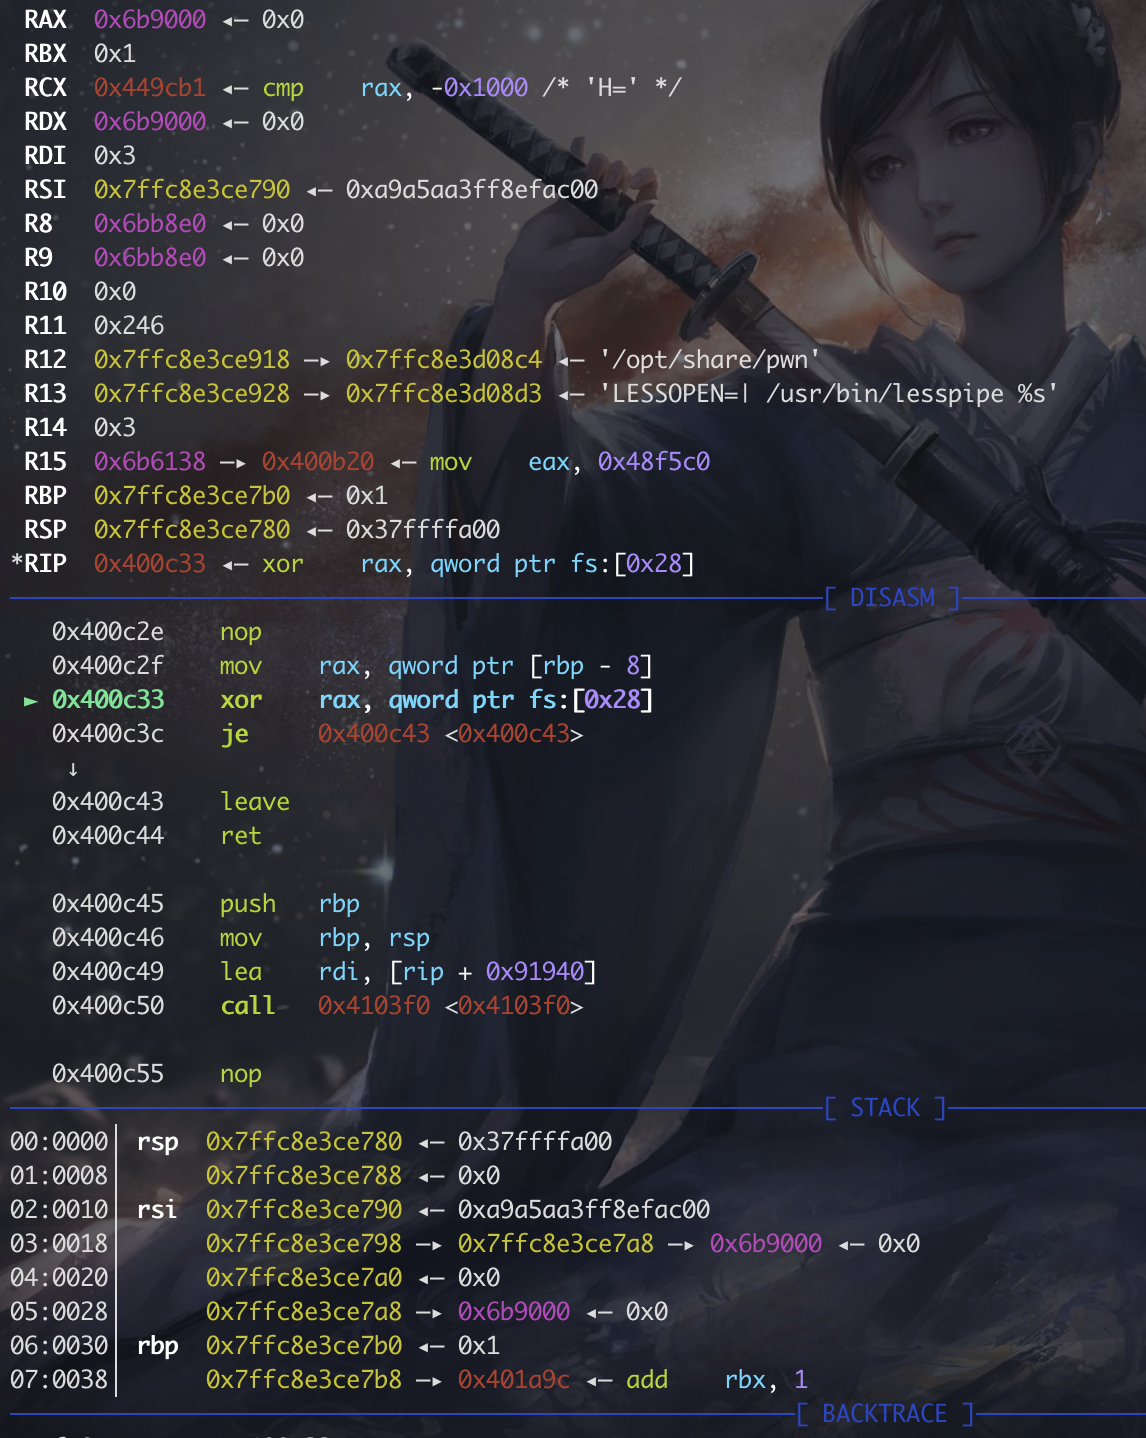 RAX 0x6b9000 ◂— 0x0
RBX 0x1
RCX 0x449cb1 ◂— cmp rax, -0x1000 /* 'H=' */
RDX 0x6b9000 ◂— 0x0
RDI 0x3
RSI 0x7ffc8e3ce790 ◂— 0xa9a5aa3ff8efac00
R8 0x6bb8e0 ◂— 0x0
R9 0x6bb8e0 ◂— 0x0
R10 0x0
R11 0x246
R12 0x7ffc8e3ce918 —▸ 0x7ffc8e3d08c4 ◂— '/opt/share/pwn'
R13 0x7ffc8e3ce928 —▸ 0x7ffc8e3d08d3 ◂— 'LESSOPEN=| /usr/bin/lesspipe %s'
R14 0x3
R15 0x6b6138 —▸ 0x400b20 ◂— mov eax, 0x48f5c0
RBP 0x7ffc8e3ce7b0 ◂— 0x1
RSP 0x7ffc8e3ce780 ◂— 0x37ffffa00
*RIP 0x400c33 ◂— xor rax, qword ptr fs:[0x28]
[ DISASM ]
0x400c2e nop
0x400c2f mov rax, qword ptr [rbp - 8]
► 0x400c33 xor rax, qword ptr fs:[0x28]
0x400c3c je 0x400c43 <0x400c43>
↓
0x400c43 leave
0x400c44 ret
0x400c45 push rbp
0x400c46 mov rbp, rsp
0x400c49 lea rdi, [rip + 0x91940]
0x400c50 call 0x4103f0 <0x4103f0>
0x400c55 nop
[ STACK ]
00:0000│ rsp 0x7ffc8e3ce780 ◂— 0x37ffffa00
01:0008│ 0x7ffc8e3ce788 ◂— 0x0
02:0010│ rsi 0x7ffc8e3ce790 ◂— 0xa9a5aa3ff8efac00
03:0018│ 0x7ffc8e3ce798 —▸ 0x7ffc8e3ce7a8 —▸ 0x6b9000 ◂— 0x0
04:0020│ 0x7ffc8e3ce7a0 ◂— 0x0
05:0028│ 0x7ffc8e3ce7a8 —▸ 0x6b9000 ◂— 0x0
06:0030│ rbp 0x7ffc8e3ce7b0 ◂— 0x1
07:0038│ 0x7ffc8e3ce7b8 —▸ 0x401a9c ◂— add rbx, 1
[ BACKTRACE ]